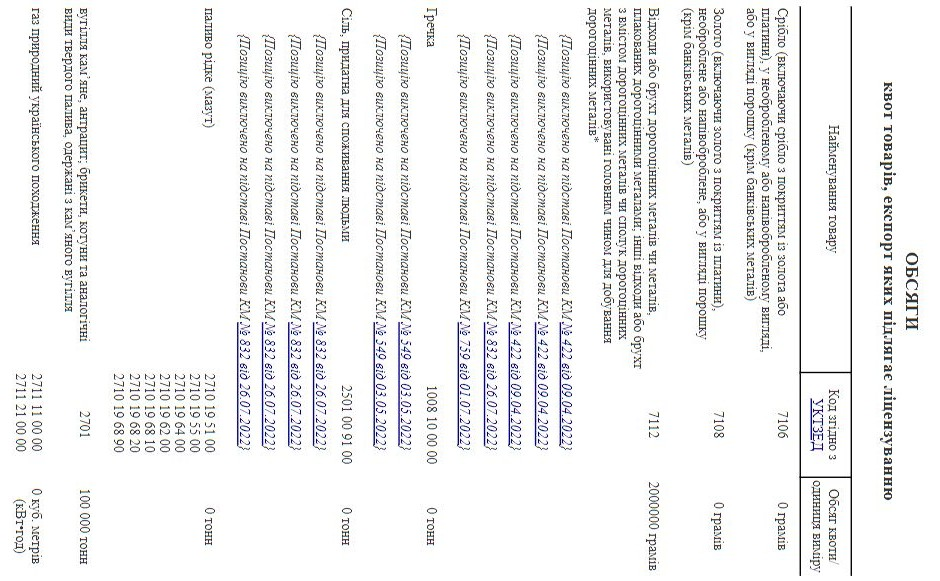 ОБСЯГИ
квот товарів, експорт яких підлягає ліцензуванню
Найменування товару
Код згідно з
УКТЗЕД
Обсяг квоти/
одиниця виміру
Срібло (включаючи срібло з покриттям із золота або
платини), у необробленому або напівобробленому вигляді,
або у вигляді порошку (крім банківських металів)
7106
0 грамів
Золото (включаючи золото з покриттям із платини),
необроблене або напівоброблене, або у вигляді порошку
(крім банківських металів)
7108
0 грамів
Відходи або брухт дорогоцінних металів чи металів,
плакованих дорогоцінними металами; інші відходи або брухт
з вмістом дорогоцінних металів чи сполук дорогоцінних
металів, використовувані головним чином для добування
дорогоцінних металів*
7112
2000000 грамів
{Позицію виключено на підставі Постанови КМ № 422 від 09.04.2022}
{Позицію виключено на підставі Постанови КМ № 422 від 09.04.2022}
{Позицію виключено на підставі Постанови КМ № 422 від 09.04.2022}
{Позицію виключено на підставі Постанови КМ № 832 від 26.07.2022}
{Позицію виключено на підставі Постанови КМ № 759 від 01.07.2022}
Гречка
1008 10 00 00
0 тонн
{Позицію виключено на підставі Постанови КМ № 549 від 03.05.2022}
{Позицію виключено на підставі Постанови КМ № 549 від 03.05.2022}
Сіль, придатна для споживання людьми
2501 00 91 00
0 тонн
{Позицію виключено на підставі Постанови КМ № 832 від 26.07.2022}
{Позицію виключено на підставі Постанови КМ № 832 від 26.07.2022}
{Позицію виключено на підставі Постанови КМ № 832 від 26.07.2022}
{Позицію виключено на підставі Постанови КМ № 832 від 26.07.2022}
паливо рідке (мазут)
2710 19 51 00
2710 19 55 00
2710 19 64 00
2710 19 62 00
2710 19 68 10
2710 19 68 20
2710 19 68 90
0 тонн
вугілля кам'яне, антрацит; брикети, котуни та аналогічні
види твердого палива, одержані з кам'яного вугілля
2701
100 000 тонн
газ природний українського походження
2711 11 00 00
2711 21 00 00
0 куб. метрів
(кВт•год)